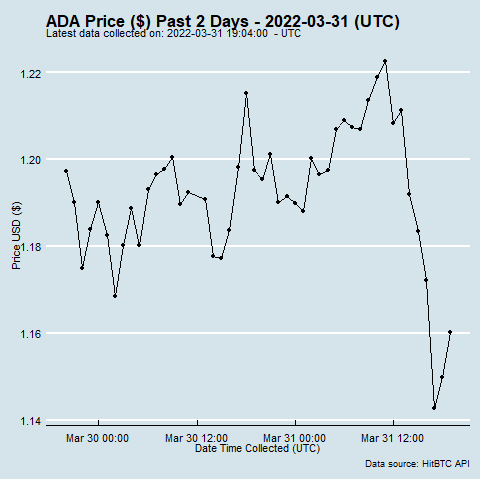 ADA Price ($) Past 2 Days - 2022-03-31 (UTC)
Latest data collected on: 2022-03-31 19:04:00 - UTC
1.22
1.20
1.18
1.16
1.14
Price USD ($)
Mar 30 00:00 Mar 30 12:00 Mar 31 00:00 Mar 31 12:00
Date Time Collected (UTC)
Data source: HitBTC API